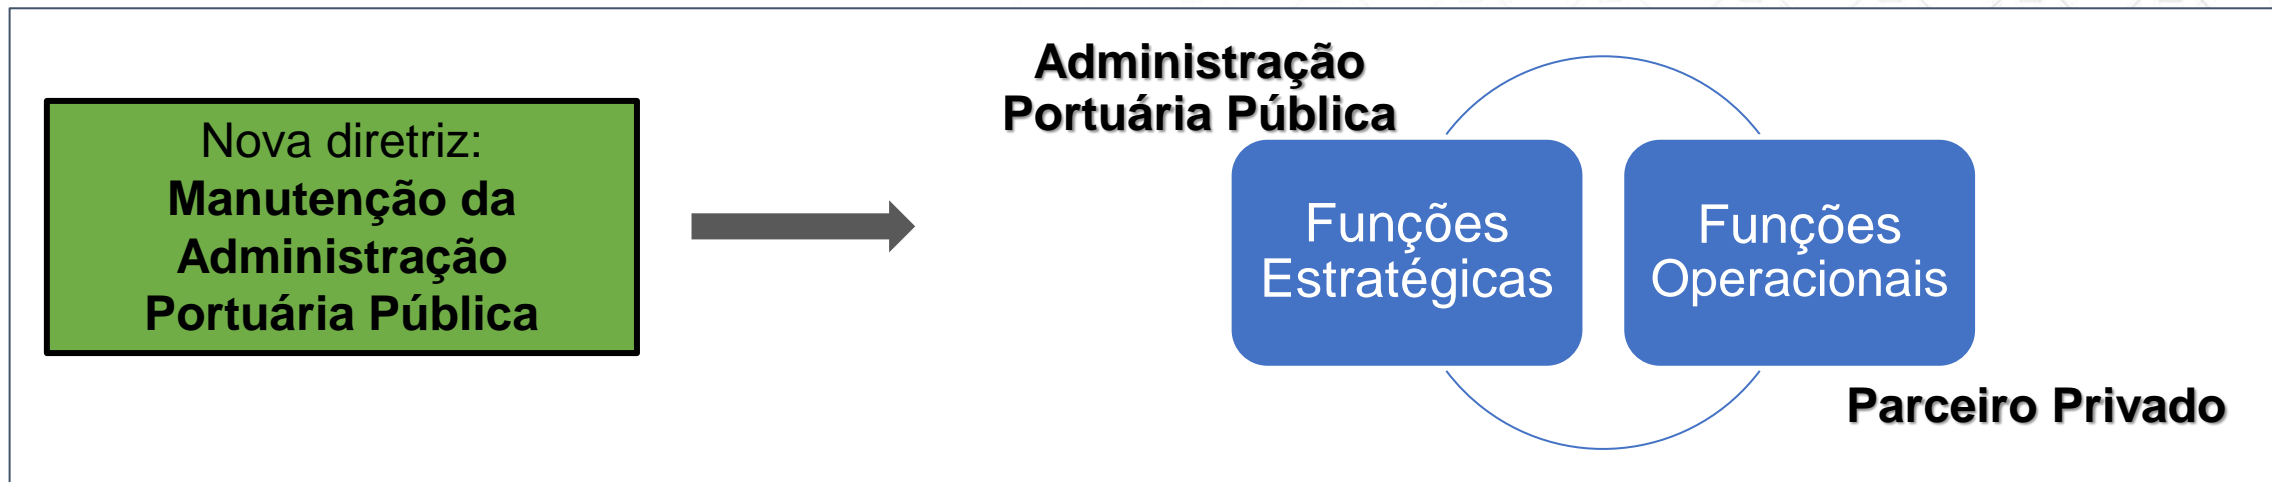 Nova diretriz:
Manutenção da
Administração
Portuária Pública
Administração
Portuária Pública
Funções
Estratégicas
Funções
Operacionais
Parceiro Privado